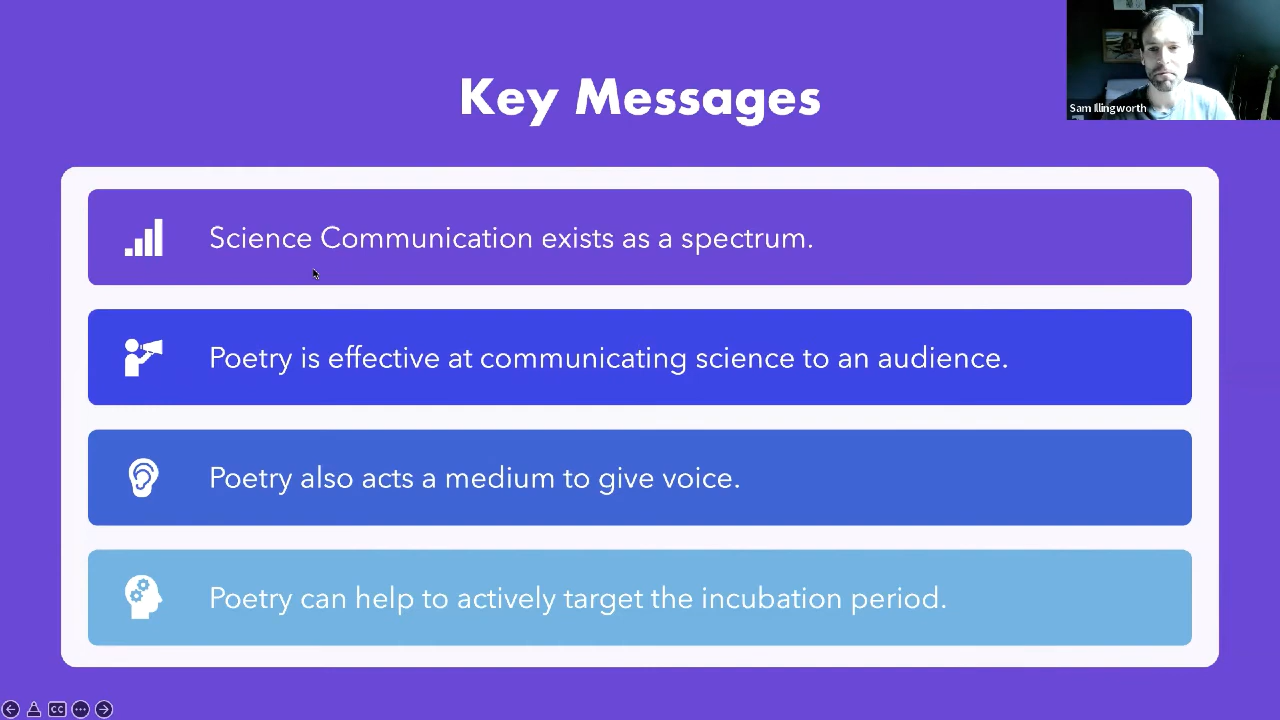 Key Messages
Sam Illingworth
Science Communication exists as a spectrum.
Poetry is effective at communicating science to an audience.
Poetry also acts a medium to give voice.
Poetry can help to actively target the incubation period.
CC